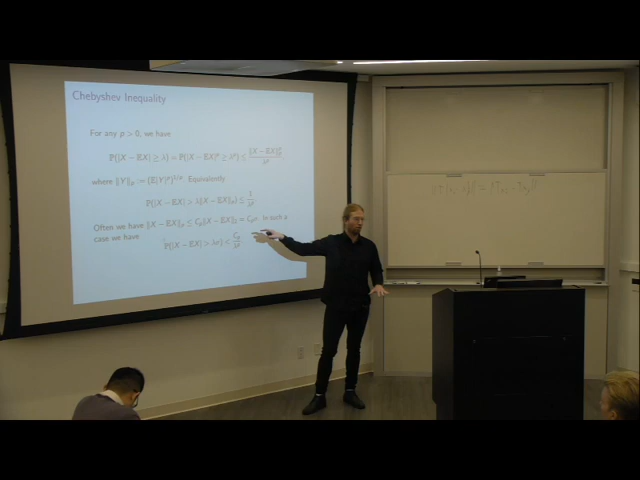 Chebyshev Inequality
For any p > 0, we have
P(|X − EX| ≥ λ) = P(|X − EX|^p ≥ λ^p) ≤ ‖X − EX‖_p^p / λ^p
where ‖Y‖_p := (E|Y|^p)^{1/p}. Equivalently
P(|X − EX| > λ‖X − EX‖_p) ≤ 1/λ^p
Often we have ‖X − EX‖_p ≤ C_p‖X − EX‖_2 = C_pσ. In such a
case we have
P(|X − EX| > λσ) ≤